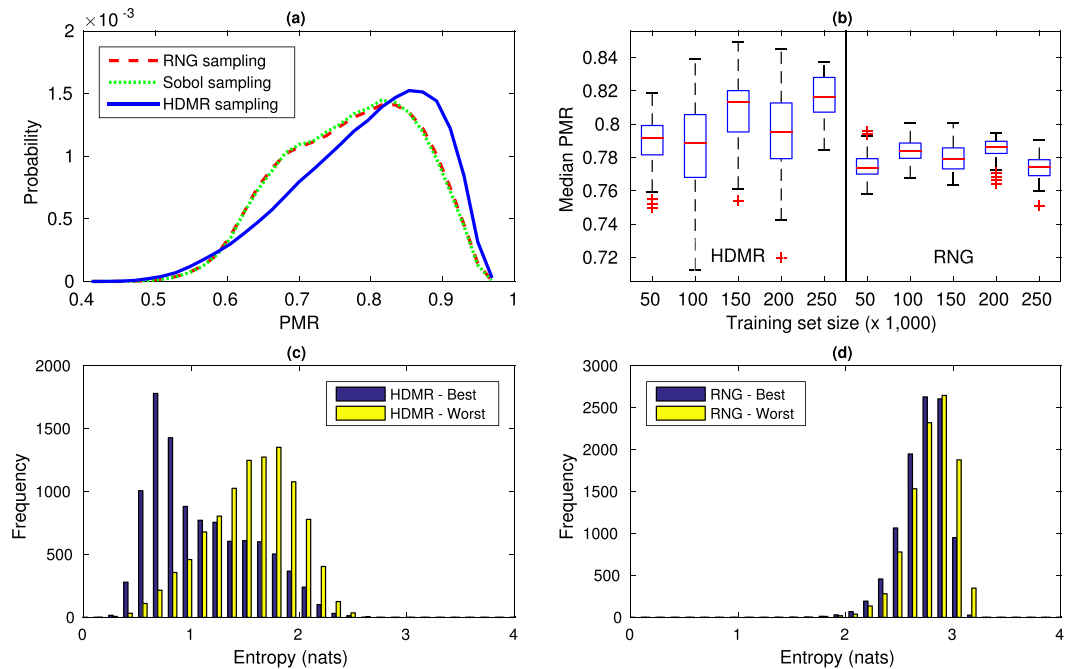 (a)
×10⁻³
2
1.5
1
0.5
0
Probability
RNG sampling
Sobol sampling
HDMR sampling
0.4 0.5 0.6 0.7 0.8 0.9 1
PMR
(b)
0.84
0.82
0.8
0.78
0.76
0.74
0.72
Median PMR
HDMR RNG
50 100 150 200 250 50 100 150 200 250
Training set size (x 1,000)
(c)
2000
1500
1000
500
0
Frequency
HDMR - Best
HDMR - Worst
0 1 2 3 4
Entropy (nats)
(d)
3000
2500
2000
1500
1000
500
0
Frequency
RNG - Best
RNG - Worst
0 1 2 3 4
Entropy (nats)